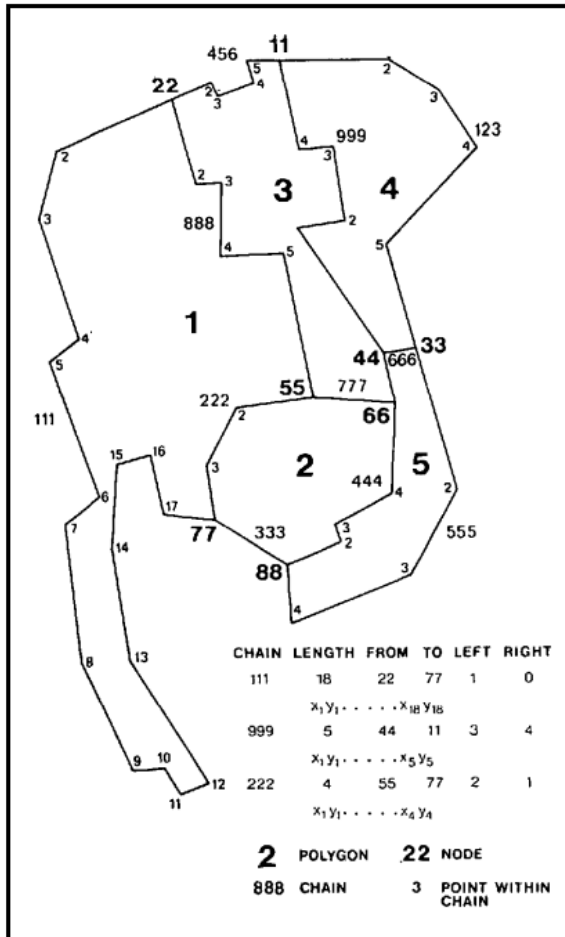 456 11
5 2
22 2 4
3 3
999 123
4 3 4
2
2 3 3 4
888
3 2
4 5 5
1
4 33
44 666
5
55 777
222 2 66
111
15 16 3 2 5
444 4 2
6
17
7 77 333 3 555
2
14 88
3
4
8 13
CHAIN LENGTH FROM TO LEFT RIGHT
111 18 22 77 1 0
x1y1 . . . . . x18y18
999 5 44 11 3 4
x1y1 . . . . . x5y5
9 10
222 4 55 77 2 1
12
11
x1y1 . . . . . x4y4
2 POLYGON 22 NODE
888 CHAIN 3 POINT WITHIN
CHAIN